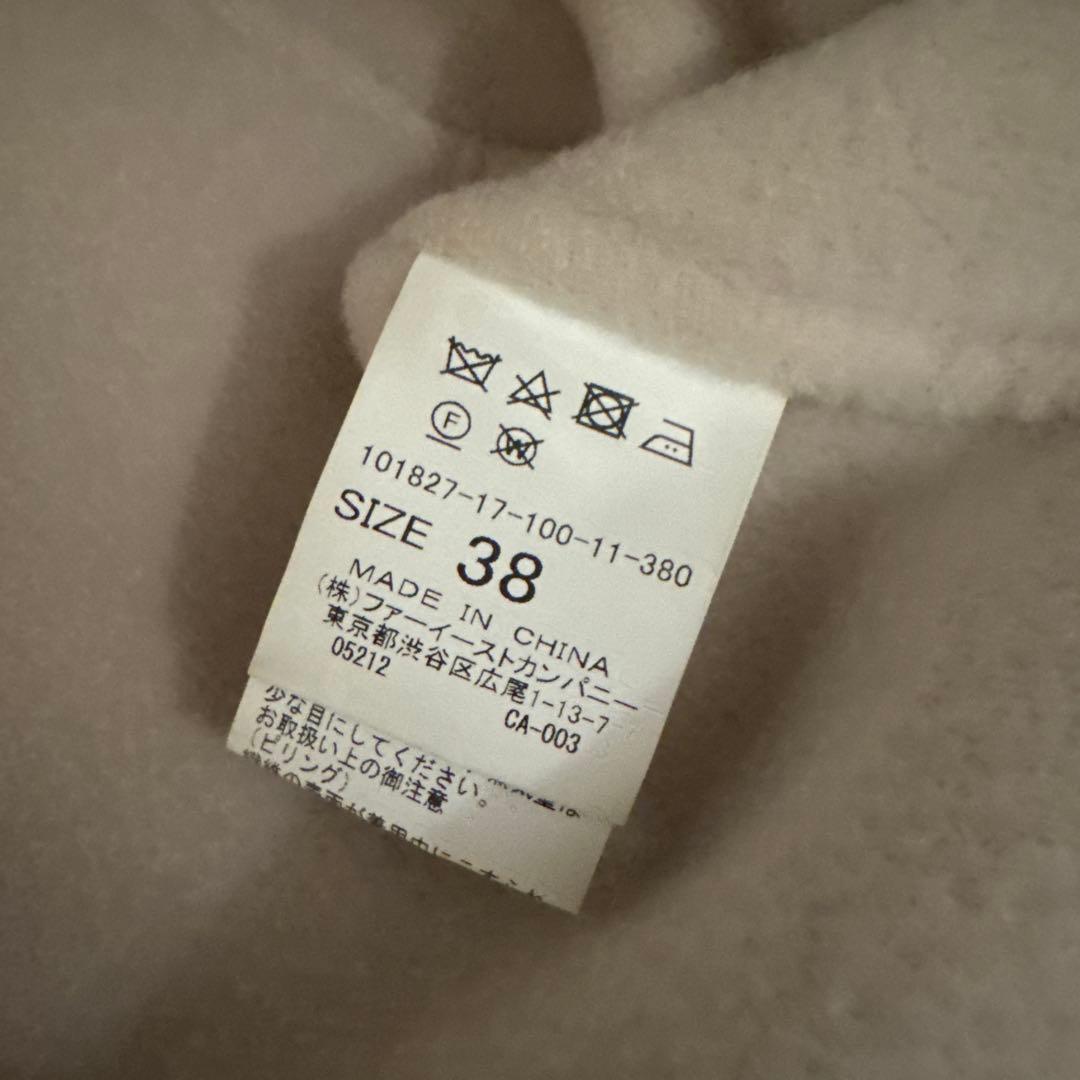 F
W
101827-17-100-11-380
SIZE 38
MADE IN CHINA
(株)ファーイーストカンパニー
東京都渋谷区広尾1-13-7
05212 CA-003
少な目にしてください。
お取扱い上の御注意
(ピリング)